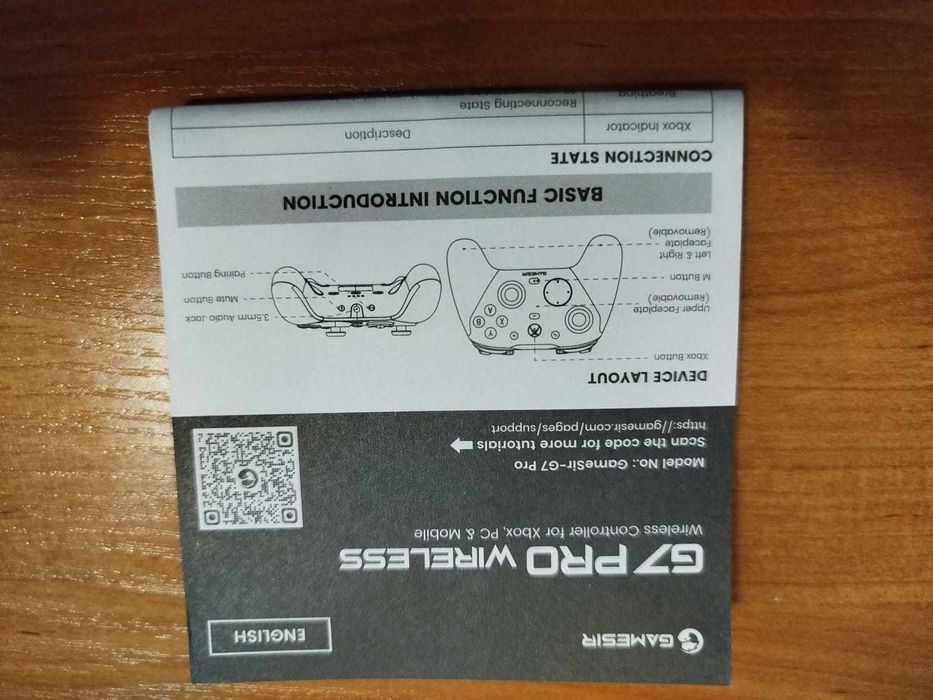 GAMESIR
ENGLISH
G7 PRO WIRELESS
Wireless Controller for Xbox, PC & Mobile
Model No.: GameSir-G7 Pro
Scan the code for more tutorials
https://gamesir.com/pages/support
DEVICE LAYOUT
Xbox Button
Upper Faceplate
(Removable)
M Button
Left & Right
Faceplate
(Removable)
Y
X
B
A
GAMESIR
3.5mm Audio Jack
Mute Button
Pairing Button
BASIC FUNCTION INTRODUCTION
CONNECTION STATE
Xbox Indicator
Description
Breathing
Reconnecting State